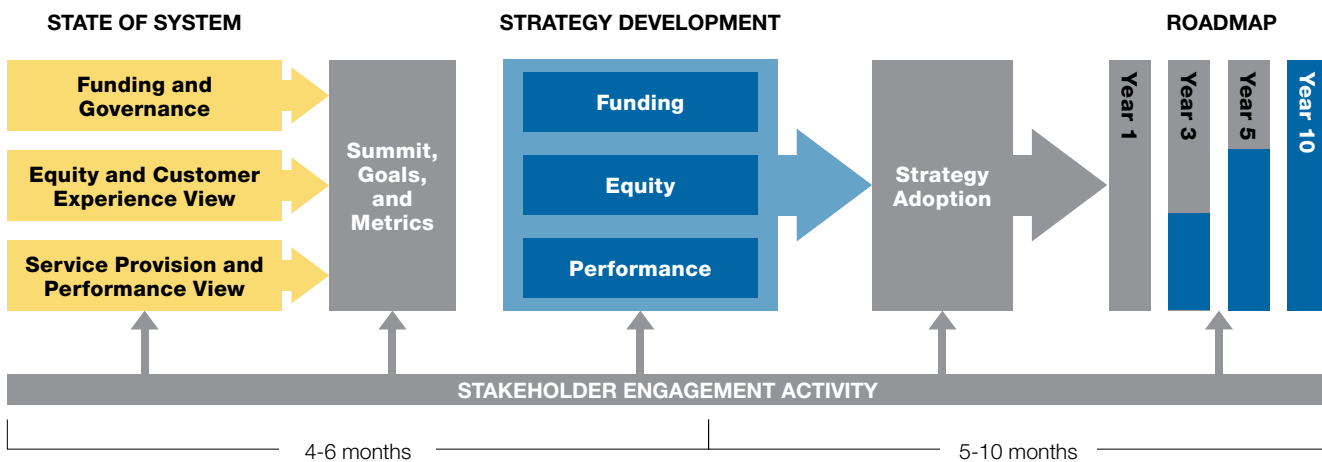 STATE OF SYSTEM
STRATEGY DEVELOPMENT
ROADMAP
Funding and
Governance
Equity and Customer
Experience View
Service Provision and
Performance View
Summit,
Goals,
and
Metrics
Funding
Equity
Performance
Strategy
Adoption
Year 1
Year 3
Year 5
Year 10
STAKEHOLDER ENGAGEMENT ACTIVITY
4-6 months
5-10 months